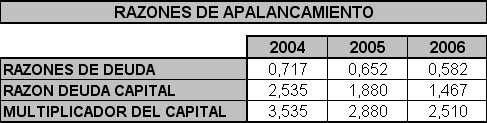 RAZONES DE APALANCAMIENTO
2004 2005 2006
RAZONES DE DEUDA 0,717 0,652 0,582
RAZON DEUDA CAPITAL 2,535 1,880 1,467
MULTIPLICADOR DEL CAPITAL 3,535 2,880 2,510